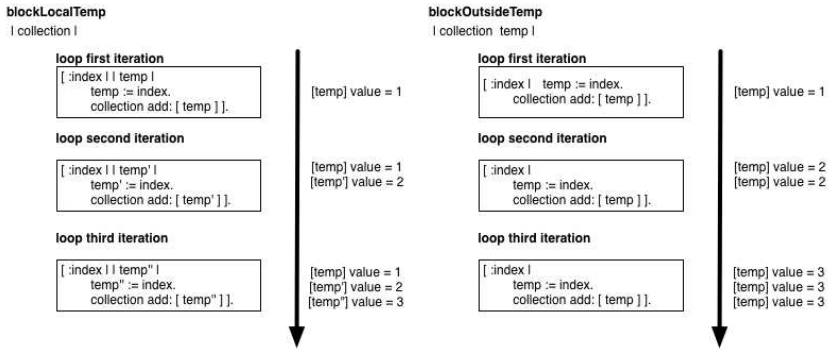 blockLocalTemp
| collection |
loop first iteration
[ :index | | temp |
temp := index.
collection add: [ temp ] ].
[temp] value = 1
loop second iteration
[ :index | | temp' |
temp' := index.
collection add: [ temp' ] ].
[temp] value = 1
[temp'] value = 2
loop third iteration
[ :index | | temp'' |
temp'' := index.
collection add: [ temp'' ] ].
[temp] value = 1
[temp'] value = 2
[temp''] value = 3
blockOutsideTemp
| collection temp |
loop first iteration
[ :index | temp := index.
collection add: [ temp ] ].
[temp] value = 1
loop second iteration
[ :index |
temp := index.
collection add: [ temp ] ].
[temp] value = 2
[temp] value = 2
loop third iteration
[ :index |
temp := index.
collection add: [ temp ] ].
[temp] value = 3
[temp] value = 3
[temp] value = 3